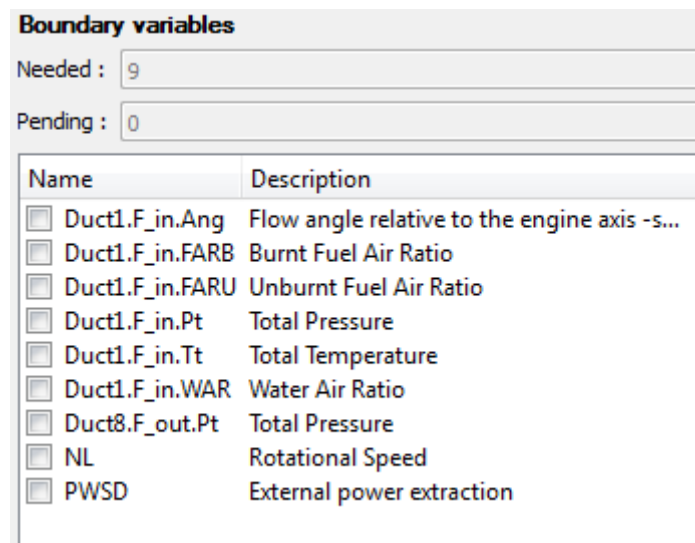 Boundary variables
Needed : 9
Pending : 0
Name Description
Duct1.F_in.Ang Flow angle relative to the engine axis -s...
Duct1.F_in.FARB Burnt Fuel Air Ratio
Duct1.F_in.FARU Unburnt Fuel Air Ratio
Duct1.F_in.Pt Total Pressure
Duct1.F_in.Tt Total Temperature
Duct1.F_in.WAR Water Air Ratio
Duct8.F_out.Pt Total Pressure
NL Rotational Speed
PWSD External power extraction